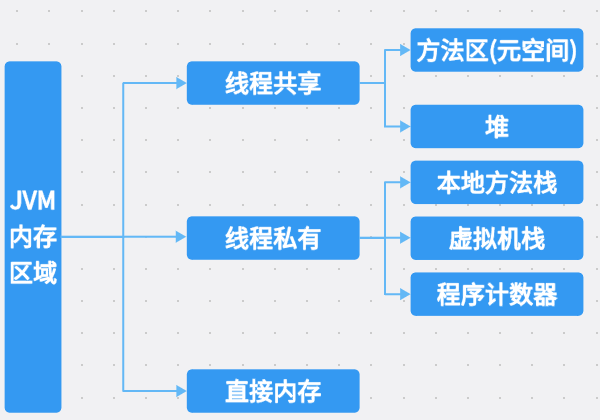 JVM
内存
区域
线程共享
方法区(元空间)
堆
线程私有
本地方法栈
虚拟机栈
程序计数器
直接内存